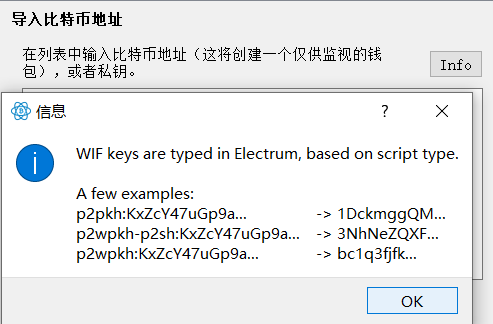 导入比特币地址
在列表中输入比特币地址（这将创建一个仅供监视的钱
包），或者私钥。
Info
信息
?
WIF keys are typed in Electrum, based on script type.
A few examples:
p2pkh:KxZcY47uGp9a... -> 1DckmggQM...
p2wpkh-p2sh:KxZcY47uGp9a... -> 3NhNeZQXF...
p2wpkh:KxZcY47uGp9a... -> bc1q3fjfk...
OK